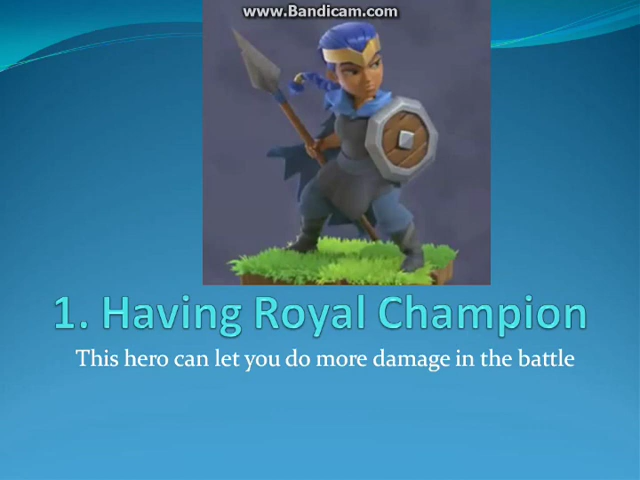 www.Bandicam.com
1. Having Royal Champion
This hero can let you do more damage in the battle